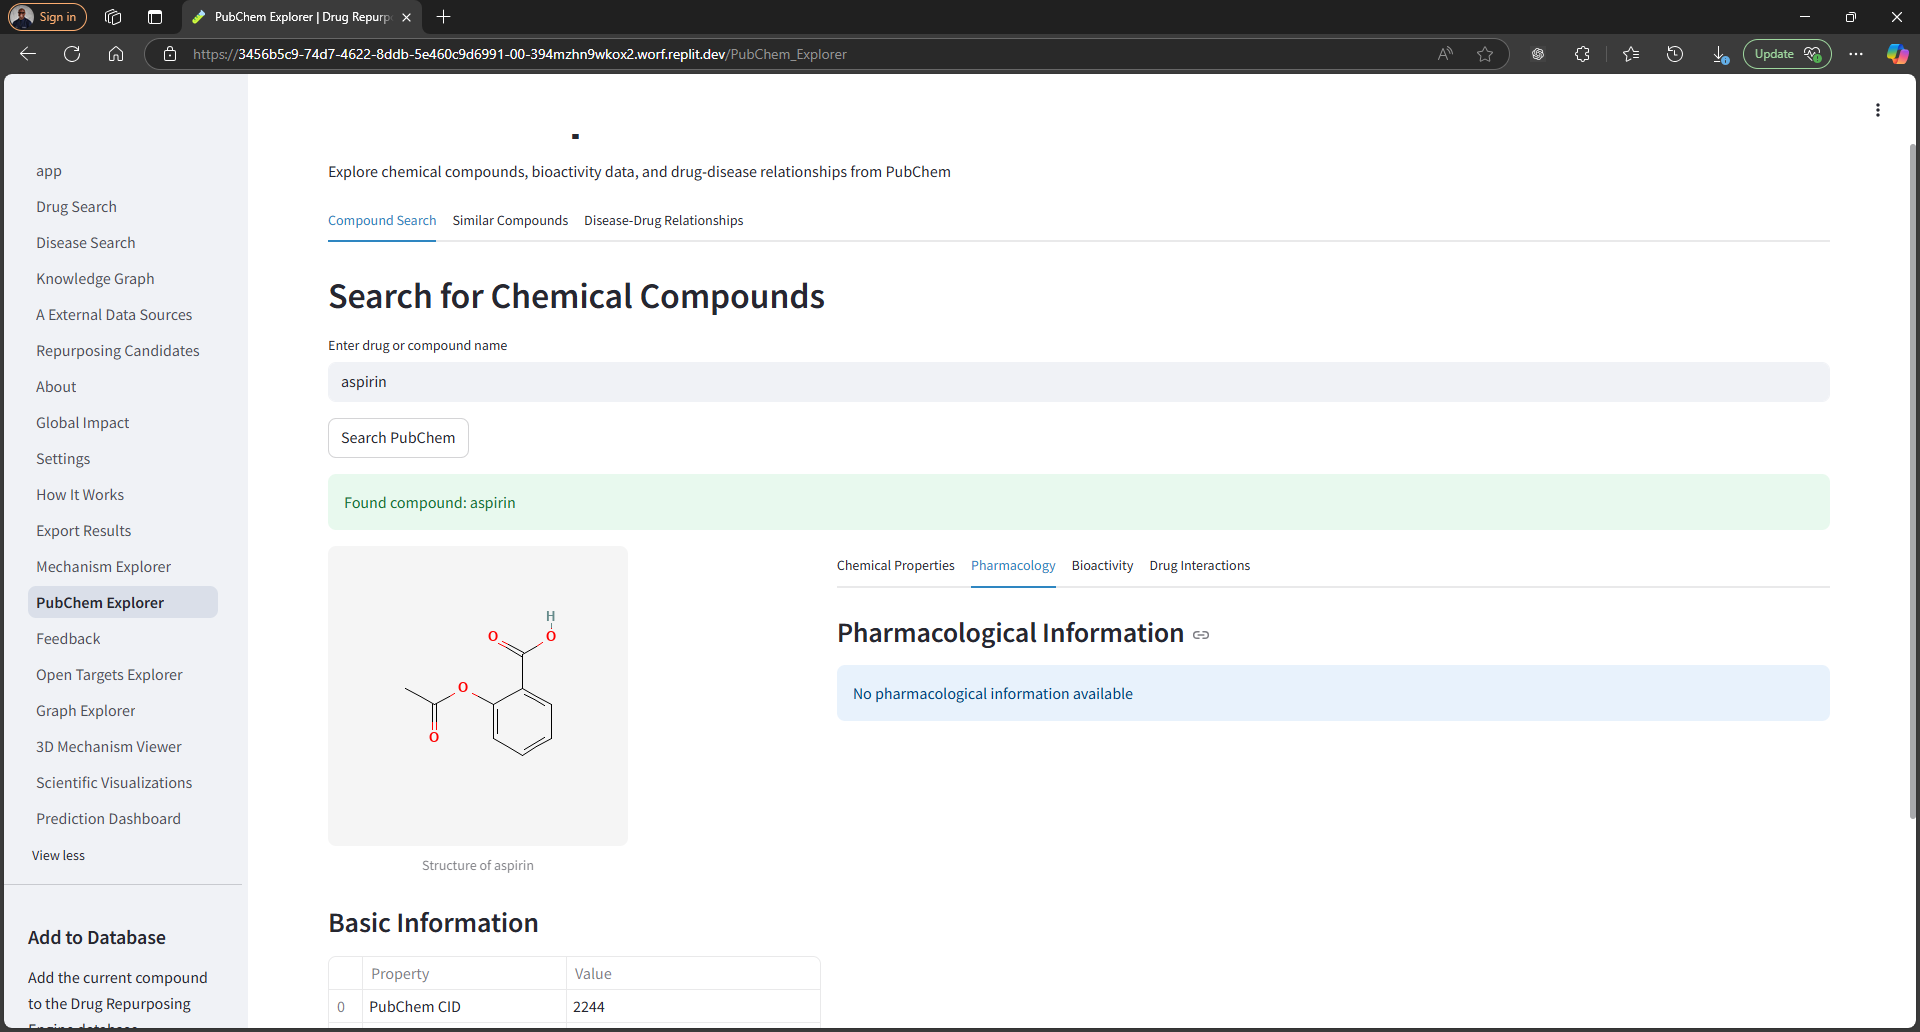 Sign in
PubChem Explorer | Drug Repurp
https://3456b5c9-74d7-4622-8ddb-5e460c9d6991-00-394mzhn9wkox2.worf.replit.dev/PubChem_Explorer
Update
app
Drug Search
Disease Search
Knowledge Graph
A External Data Sources
Repurposing Candidates
About
Global Impact
Settings
How It Works
Export Results
Mechanism Explorer
PubChem Explorer
Feedback
Open Targets Explorer
Graph Explorer
3D Mechanism Viewer
Scientific Visualizations
Prediction Dashboard
View less
Add to Database
Add the current compound
to the Drug Repurposing
Engine database
Explore chemical compounds, bioactivity data, and drug-disease relationships from PubChem
Compound Search Similar Compounds Disease-Drug Relationships
Search for Chemical Compounds
Enter drug or compound name
aspirin
Search PubChem
Found compound: aspirin
H
O O
O
O
Structure of aspirin
Chemical Properties Pharmacology Bioactivity Drug Interactions
Pharmacological Information
No pharmacological information available
Basic Information
Property Value
0 PubChem CID 2244